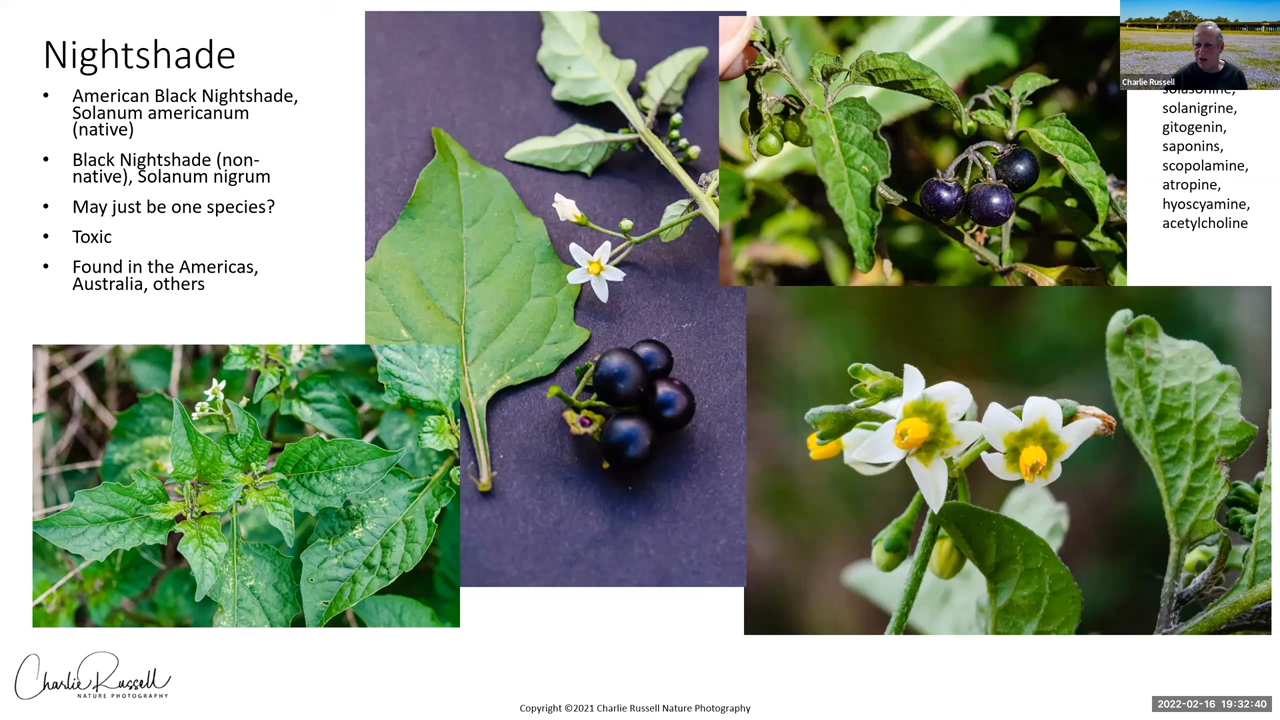 Nightshade
• American Black Nightshade,
Solanum americanum
(native)
• Black Nightshade (non-
native), Solanum nigrum
• May just be one species?
• Toxic
• Found in the Americas,
Australia, others
Charlie Russell
solasonine,
solanigrine,
gitogenin,
saponins,
scopolamine,
atropine,
hyoscyamine,
acetylcholine
Charlie Russell
NATURE PHOTOGRAPHY
Copyright ©2021 Charlie Russell Nature Photography
2022-02-16 19:32:40